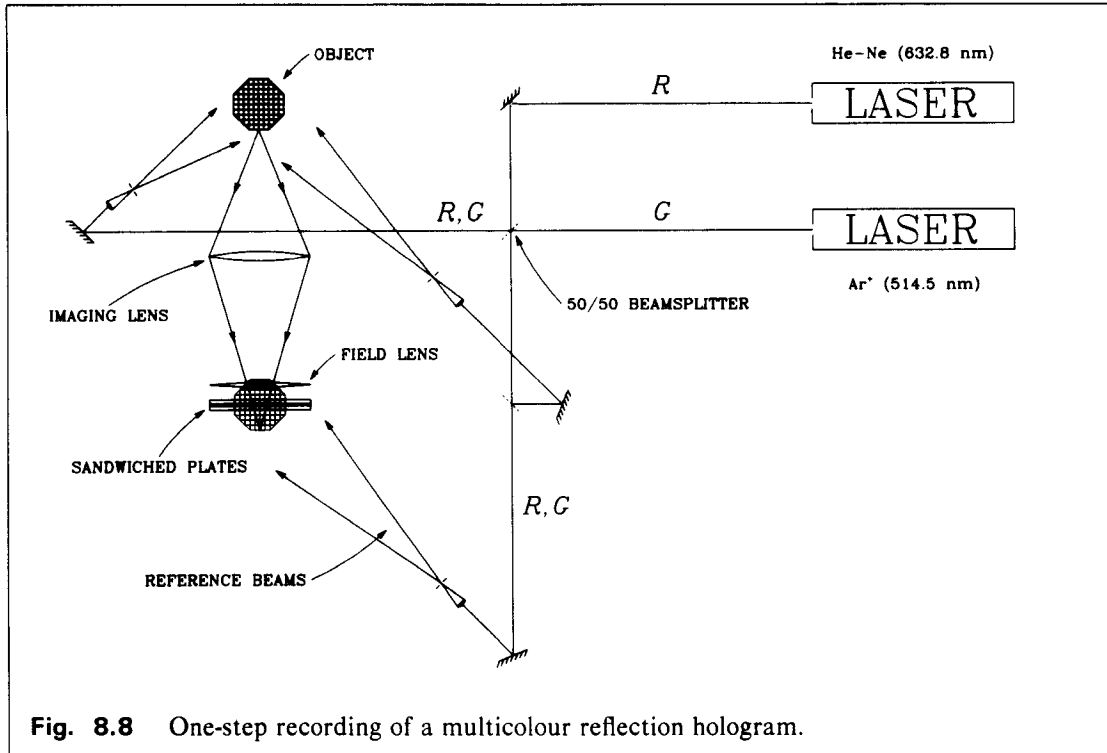 OBJECT
He-Ne (632.8 nm)
R
LASER
R, G
G
LASER
Ar⁺ (514.5 nm)
50/50 BEAMSPLITTER
IMAGING LENS
FIELD LENS
SANDWICHED PLATES
R, G
REFERENCE BEAMS
Fig. 8.8 One-step recording of a multicolour reflection hologram.